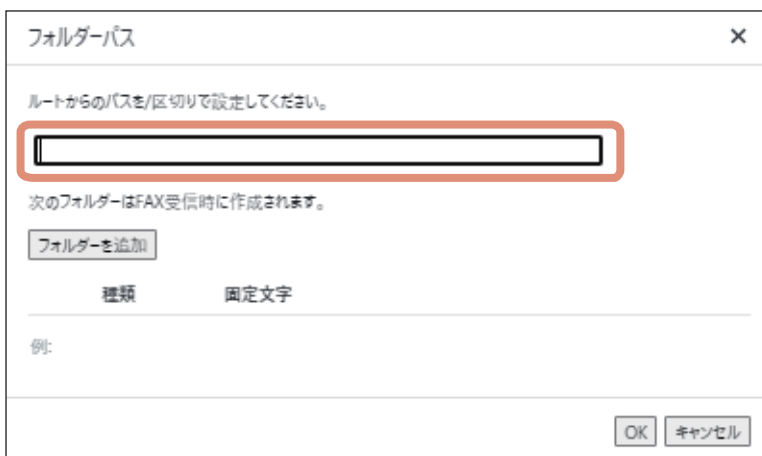 フォルダーパス
ルートからのパスを/区切りで設定してください。
次のフォルダーはFAX受信時に作成されます。
フォルダーを追加
種類 固定文字
例:
OK キャンセル